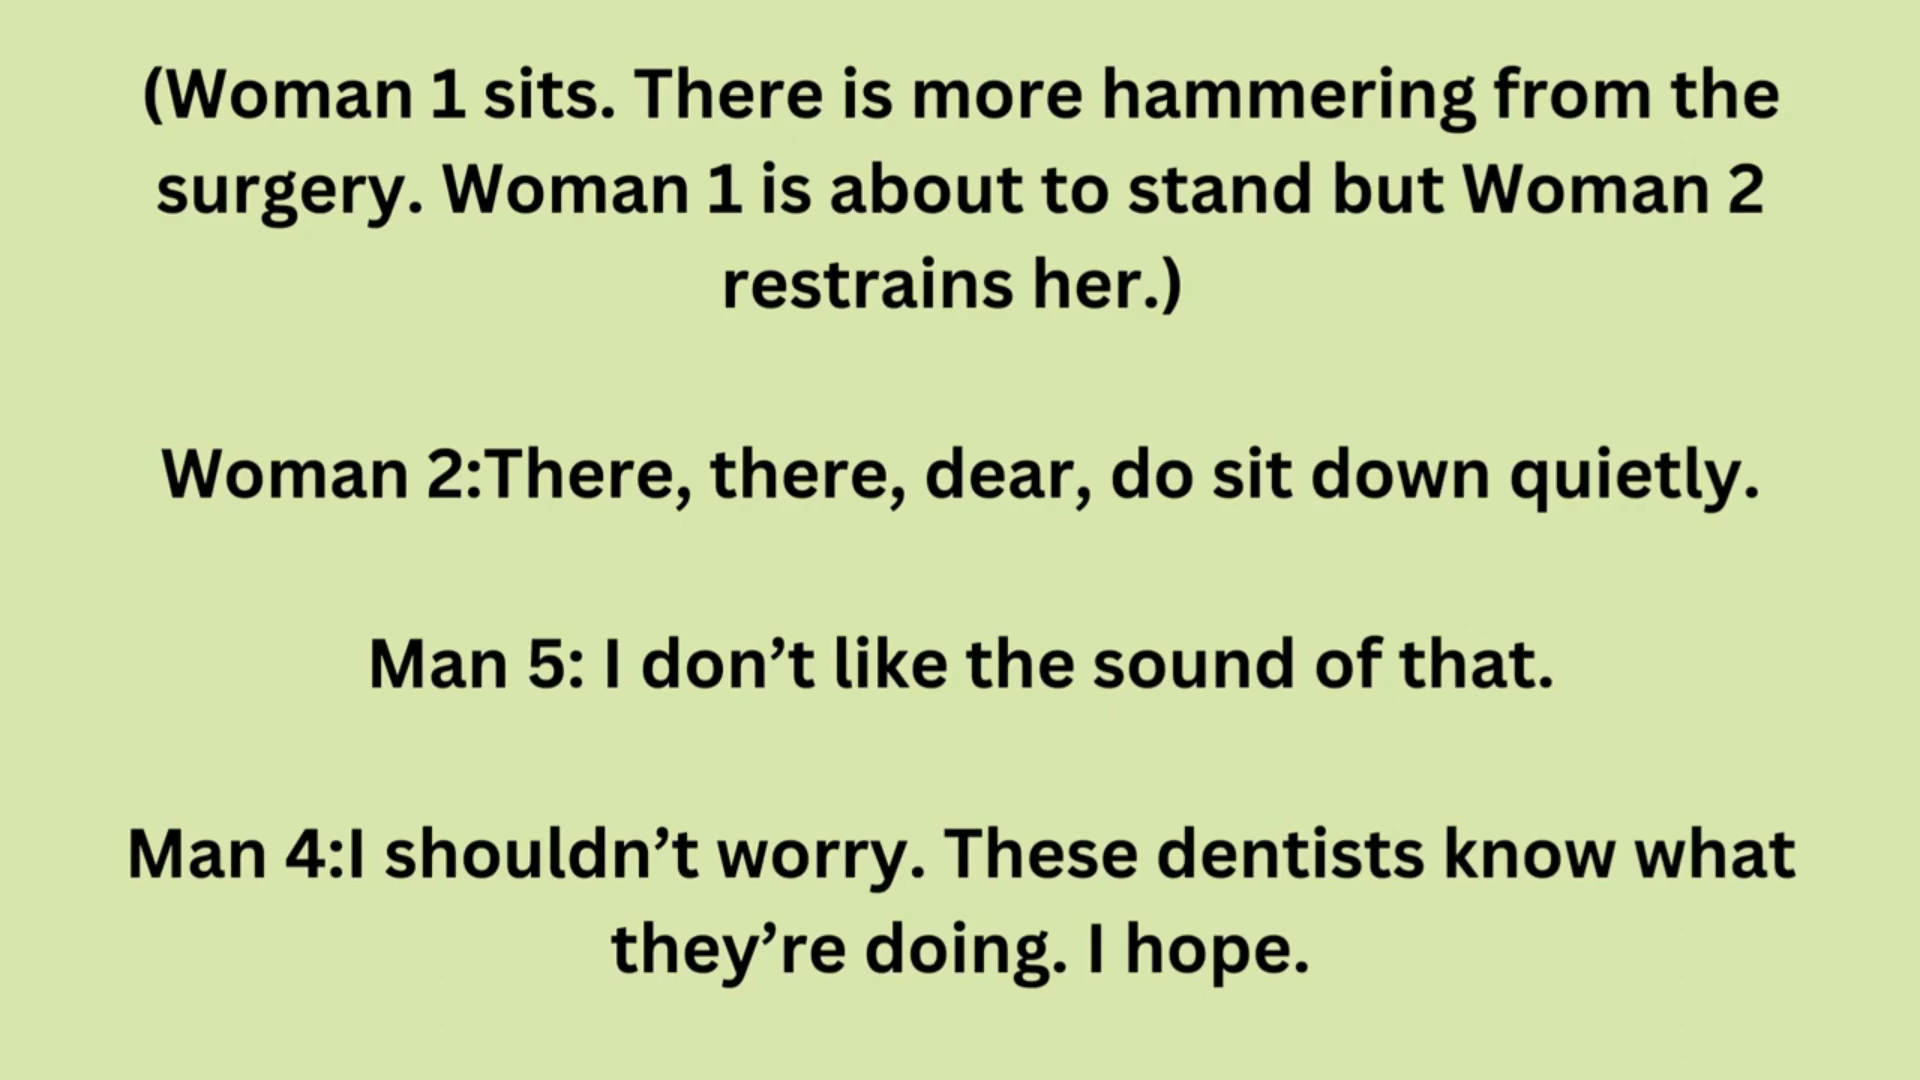 (Woman 1 sits. There is more hammering from the
surgery. Woman 1 is about to stand but Woman 2
restrains her.)
Woman 2:There, there, dear, do sit down quietly.
Man 5: I don’t like the sound of that.
Man 4:I shouldn’t worry. These dentists know what
they’re doing. I hope.